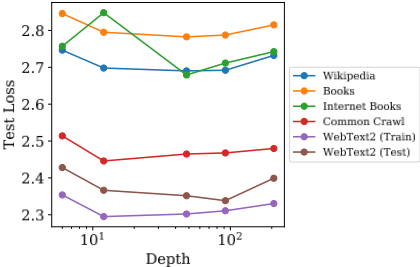 2.8
2.7
2.6
2.5
2.4
2.3
Test Loss
10¹
10²
Depth
Wikipedia
Books
Internet Books
Common Crawl
WebText2 (Train)
WebText2 (Test)